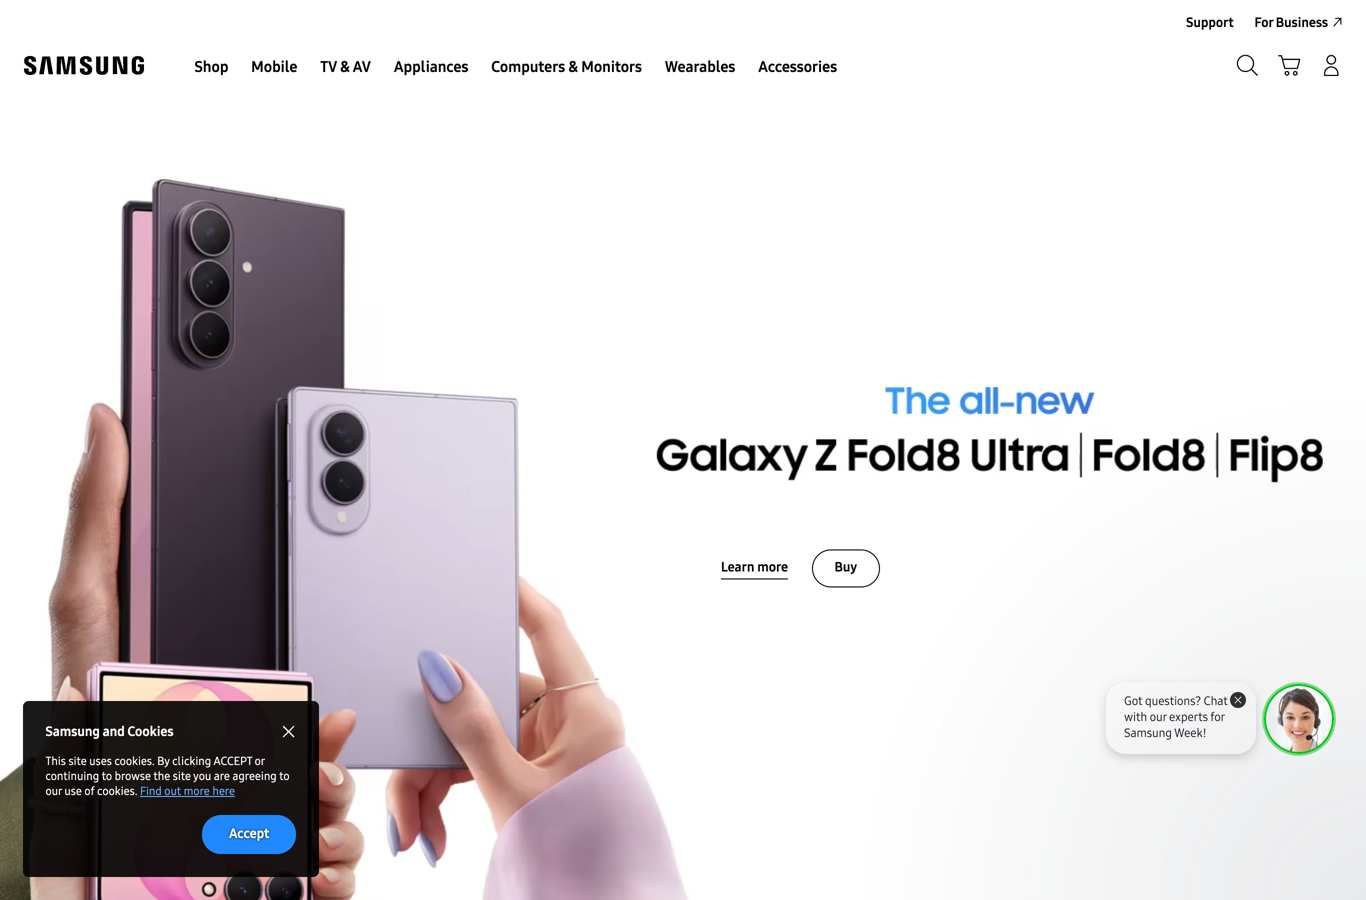 Support For Business
SAMSUNG
Shop Mobile TV & AV Appliances Computers & Monitors Wearables Accessories
The all-new
Galaxy Z Fold8 Ultra | Fold8 | Flip8
Learn more Buy
Got questions? Chat
with our experts for
Samsung Week!
Samsung and Cookies
This site uses cookies. By clicking ACCEPT or
continuing to browse the site you are agreeing to
our use of cookies. Find out more here
Accept